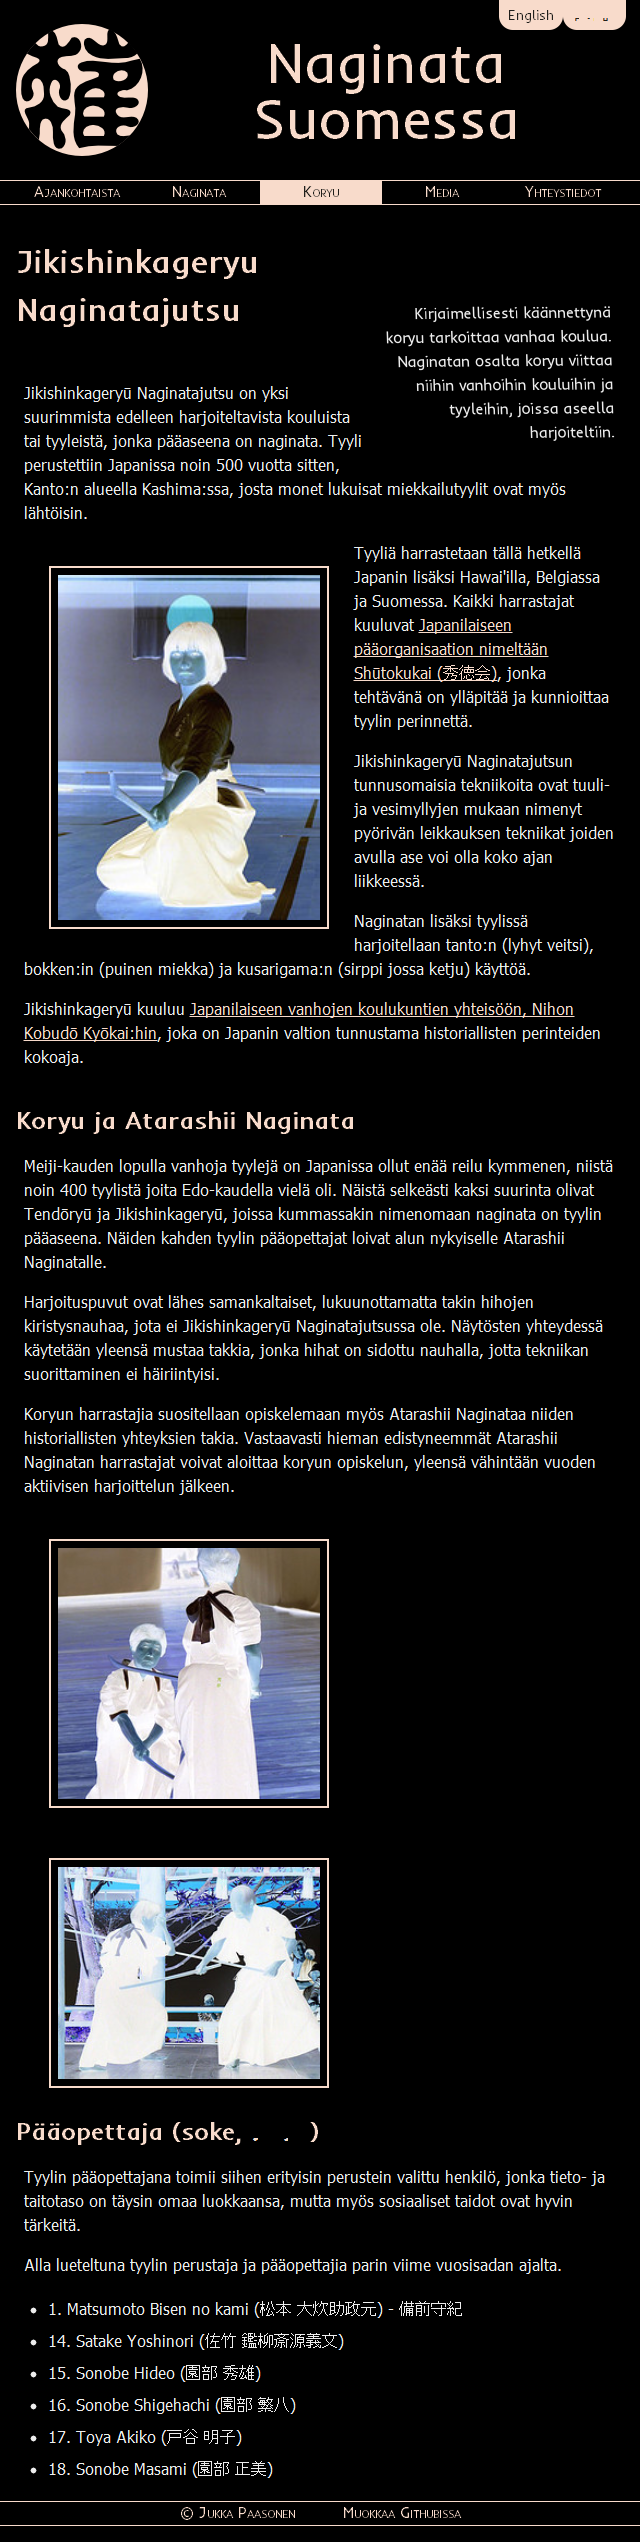 English
Naginata
Suomessa
Ajankohtaista Naginata Koryu Media Yhteystiedot
Jikishinkageryu
Naginatajutsu
Kirjaimellisesti käännettynä
koryu tarkoittaa vanhaa koulua.
Naginatan osalta koryu viittaa
niihin vanhoihin kouluihin ja
tyyleihin, joissa aseella
harjoiteltiin.
Jikishinkageryū Naginatajutsu on yksi
suurimmista edelleen harjoiteltavista kouluista
tai tyyleistä, jonka pääaseena on naginata. Tyyli
perustettiin Japanissa noin 500 vuotta sitten,
Kanto:n alueella Kashima:ssa, josta monet lukuisat miekkailutyylit ovat myös
lähtöisin.
Tyyliä harrastetaan tällä hetkellä
Japanin lisäksi Hawai'illa, Belgiassa
ja Suomessa. Kaikki harrastajat
kuuluvat Japanilaiseen
pääorganisaation nimeltään
Shūtokukai (秀徳会), jonka
tehtävänä on ylläpitää ja kunnioittaa
tyylin perinnettä.
Jikishinkageryū Naginatajutsun
tunnusomaisia tekniikoita ovat tuuli-
ja vesimyllyjen mukaan nimenyt
pyörivän leikkauksen tekniikat joiden
avulla ase voi olla koko ajan
liikkeessä.
Naginatan lisäksi tyylissä
harjoitellaan tanto:n (lyhyt veitsi),
bokken:in (puinen miekka) ja kusarigama:n (sirppi jossa ketju) käyttöä.
Jikishinkageryū kuuluu Japanilaiseen vanhojen koulukuntien yhteisöön, Nihon
Kobudō Kyōkai:hin, joka on Japanin valtion tunnustama historiallisten perinteiden
kokoaja.
Koryu ja Atarashii Naginata
Meiji-kauden lopulla vanhoja tyylejä on Japanissa ollut enää reilu kymmenen, niistä
noin 400 tyylistä joita Edo-kaudella vielä oli. Näistä selkeästi kaksi suurinta olivat
Tendōryū ja Jikishinkageryū, joissa kummassakin nimenomaan naginata on tyylin
pääaseena. Näiden kahden tyylin pääopettajat loivat alun nykyiselle Atarashii
Naginatalle.
Harjoituspuvut ovat lähes samankaltaiset, lukuunottamatta takin hihojen
kiristysnauhaa, jota ei Jikishinkageryū Naginatajutsussa ole. Näytösten yhteydessä
käytetään yleensä mustaa takkia, jonka hihat on sidottu nauhalla, jotta tekniikan
suorittaminen ei häiriintyisi.
Koryun harrastajia suositellaan opiskelemaan myös Atarashii Naginataa niiden
historiallisten yhteyksien takia. Vastaavasti hieman edistyneemmät Atarashii
Naginatan harrastajat voivat aloittaa koryun opiskelun, yleensä vähintään vuoden
aktiivisen harjoittelun jälkeen.
Pääopettaja (soke, )
Tyylin pääopettajana toimii siihen erityisin perustein valittu henkilö, jonka tieto- ja
taitotaso on täysin omaa luokkaansa, mutta myös sosiaaliset taidot ovat hyvin
tärkeitä.
Alla lueteltuna tyylin perustaja ja pääopettajia parin viime vuosisadan ajalta.
• 1. Matsumoto Bisen no kami (松本 大炊助政元) - 備前守紀
• 14. Satake Yoshinori (佐竹 鑑柳斎源義文)
• 15. Sonobe Hideo (園部 秀雄)
• 16. Sonobe Shigehachi (園部 繁八)
• 17. Toya Akiko (戸谷 明子)
• 18. Sonobe Masami (園部 正美)
© Jukka Paasonen Muokkaa Githubissa